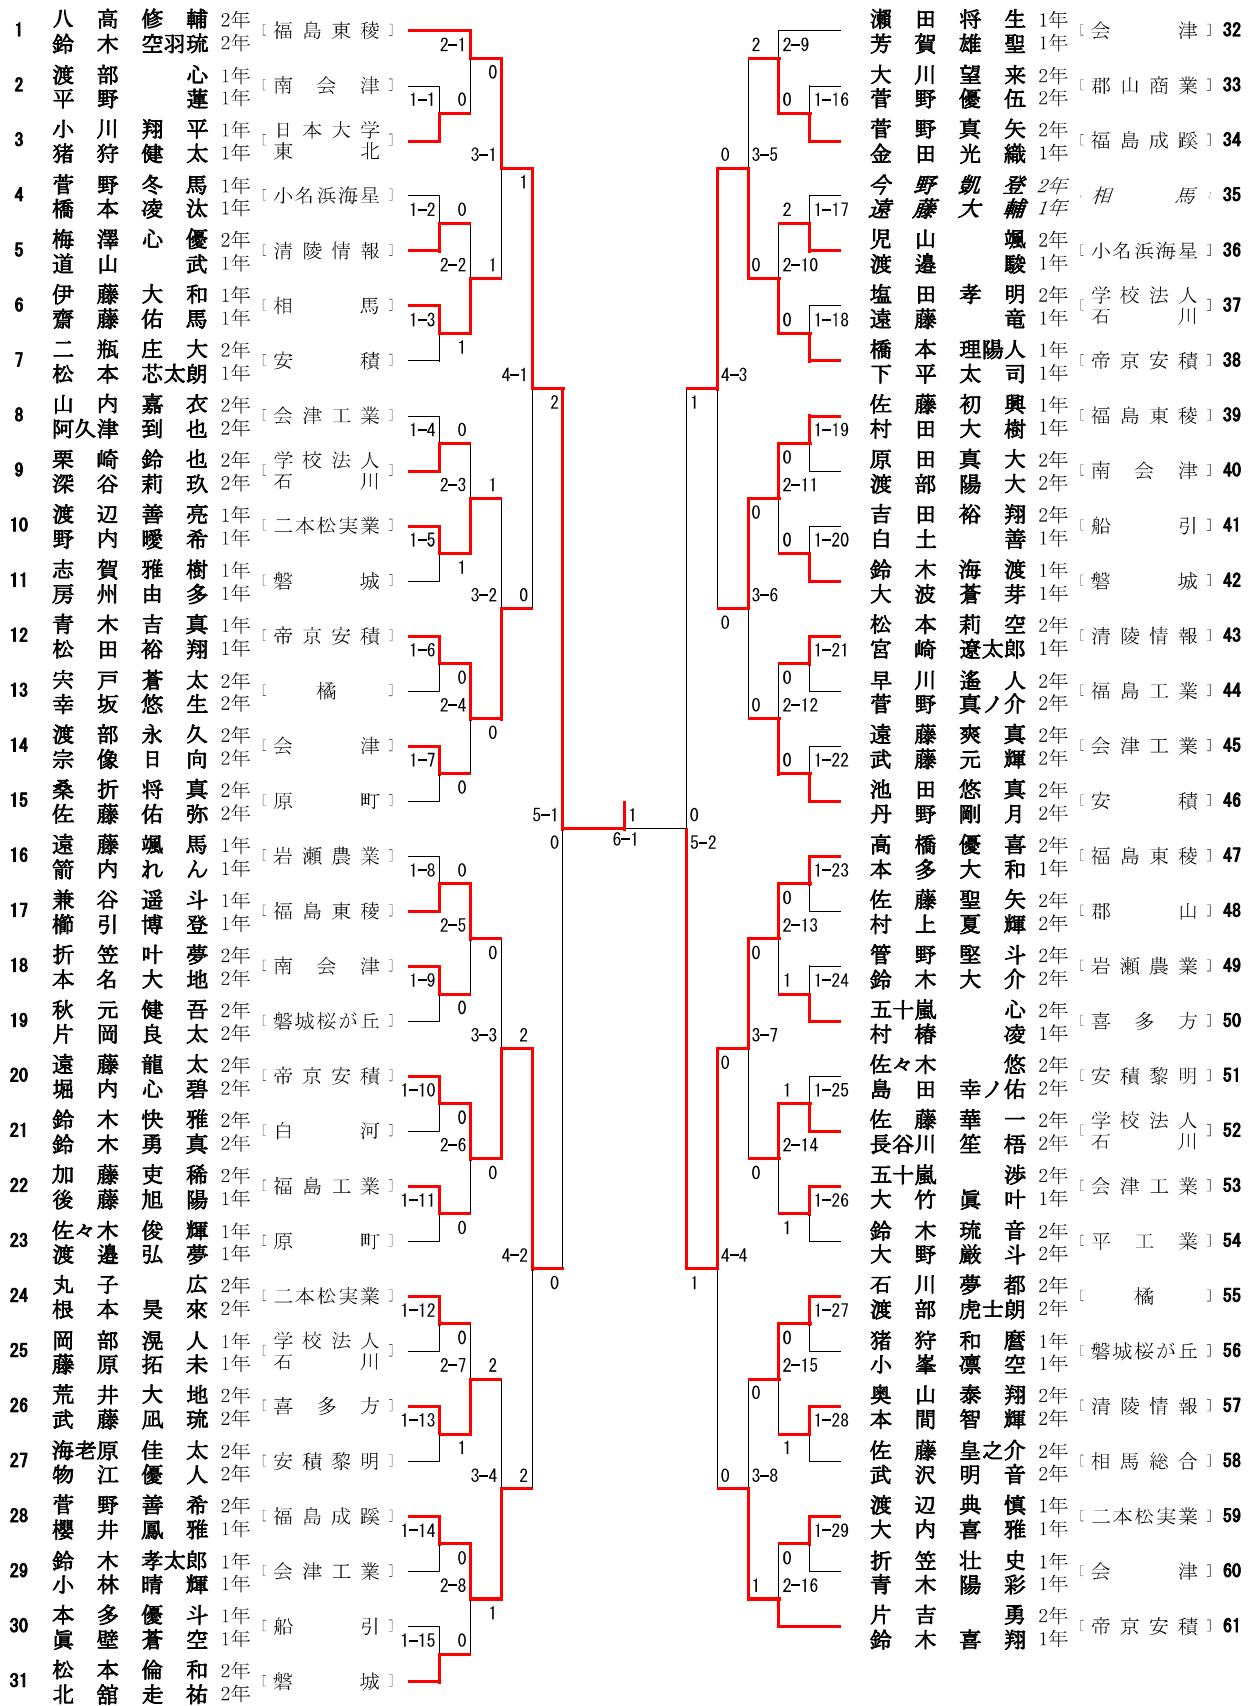 1 八高修輔 2年 [福島東稜]
鈴木空羽琉 2年
2 渡部心 1年 [南会津]
平野蓮 1年
3 小川翔平 1年 [日本大学
猪狩健太 1年 東北]
4 菅野冬馬 1年 [小名浜海星]
橋本凌汰 1年
5 梅澤心優 2年 [清陵情報]
道山武 1年
6 伊藤大和 1年 [相馬]
齋藤佑馬 1年
7 二瓶庄大 2年 [安積]
松本芯太朗 1年
8 山内嘉衣 2年 [会津工業]
阿久津到也 2年
9 栗崎鈴也 2年 [学校法人
深谷莉玖 2年 石川]
10 渡辺善亮 1年 [二本松実業]
野内曖希 1年
11 志賀雅樹 1年 [磐城]
房州由多 1年
12 青木吉真 1年 [帝京安積]
松田裕翔 1年
13 宍戸蒼太 2年 [橘]
幸坂悠生 2年
14 渡部永久 2年 [会津]
宗像日向 2年
15 桑折将真 2年 [原町]
佐藤佑弥 2年
16 遠藤颯馬 1年 [岩瀬農業]
箭内れん 1年
17 兼谷遥斗 1年 [福島東稜]
櫛引博登 1年
18 折笠叶夢 2年 [南会津]
本名大地 2年
19 秋元健吾 2年 [磐城桜が丘]
片岡良太 2年
20 遠藤龍太 2年 [帝京安積]
堀内心碧 2年
21 鈴木快雅 2年 [白河]
鈴木勇真 2年
22 加藤吏稀 2年 [福島工業]
後藤旭陽 1年
23 佐々木俊輝 1年 [原町]
渡邉弘夢 1年
24 丸子広 2年 [二本松実業]
根本昊來 2年
25 岡部滉人 1年 [学校法人
藤原拓未 1年 石川]
26 荒井大地 2年 [喜多方]
武藤凪琉 2年
27 海老原佳太 2年 [安積黎明]
物江優人 2年
28 菅野善希 2年 [福島成蹊]
櫻井鳳雅 1年
29 鈴木孝太郎 1年 [会津工業]
小林晴輝 1年
30 本多優斗 1年 [船引]
眞壁蒼空 1年
31 松本倫和 2年 [磐城]
北舘走祐 2年
2-1
0
1-1 0
3-1
1
1-2 0
2-2 1
1-3
1
4-1
2
1-4 0
2-3 1
1-5
1
3-2 0
1-6
0
2-4
0
1-7
0
5-1
0
1-8 0
2-5
0
1-9
0
3-3 2
1-10
0
2-6
0
1-11
0
4-2
0
1-12
0
2-7 2
1-13
1
3-4 2
1-14
0
2-8
1
1-15 0
1
6-1
2 2-9
0 1-16
0 3-5
2 1-17
0 2-10
0 1-18
4-3
1
1-19
0
2-11
0
0 1-20
3-6
0
1-21
0
0 2-12
0 1-22
0
5-2
1-23
0
2-13
0
1 1-24
3-7
0
1 1-25
2-14
0
1-26
1
4-4
1
1-27
0
2-15
0
1-28
1
0 3-8
1-29
0
1 2-16
瀬田将生 1年 [会津] 32
芳賀雄聖 1年
大川望来 2年 [郡山商業] 33
菅野優伍 2年
菅野真矢 2年 [福島成蹊] 34
金田光織 1年
今野凱登 2年 相馬 35
遠藤大輔 1年
児山颯 2年 [小名浜海星] 36
渡邉駿 1年
塩田孝明 2年 [学校法人 37
遠藤竜 1年 石川]
橋本理陽人 1年 [帝京安積] 38
下平太司 1年
佐藤初興 1年 [福島東稜] 39
村田大樹 1年
原田真大 2年 [南会津] 40
渡部陽大 2年
吉田裕翔 2年 [船引] 41
白土善 1年
鈴木海渡 1年 [磐城] 42
大波蒼芽 1年
松本莉空 2年 [清陵情報] 43
宮崎遼太郎 1年
早川遙人 2年 [福島工業] 44
菅野真ノ介 2年
遠藤爽真 2年 [会津工業] 45
武藤元輝 2年
池田悠真 2年 [安積] 46
丹野剛月 2年
高橋優喜 2年 [福島東稜] 47
本多大和 1年
佐藤聖矢 2年 [郡山] 48
村上夏輝 2年
管野堅斗 2年 [岩瀬農業] 49
鈴木大介 2年
五十嵐心 2年 [喜多方] 50
村椿凌 1年
佐々木悠 2年 [安積黎明] 51
島田幸ノ佑 2年
佐藤華一 2年 [学校法人 52
長谷川笙梧 2年 石川]
五十嵐渉 2年 [会津工業] 53
大竹眞叶 1年
鈴木琉音 2年 [平工業] 54
大野厳斗 2年
石川夢都 2年 [橘] 55
渡部虎士朗 2年
猪狩和麿 1年 [磐城桜が丘] 56
小峯凛空 1年
奥山泰翔 2年 [清陵情報] 57
本間智輝 2年
佐藤皇之介 2年 [相馬総合] 58
武沢明音 2年
渡辺典慎 1年 [二本松実業] 59
大内喜雅 1年
折笠壮史 1年 [会津] 60
青木陽彩 1年
片吉勇 2年 [帝京安積] 61
鈴木喜翔 1年